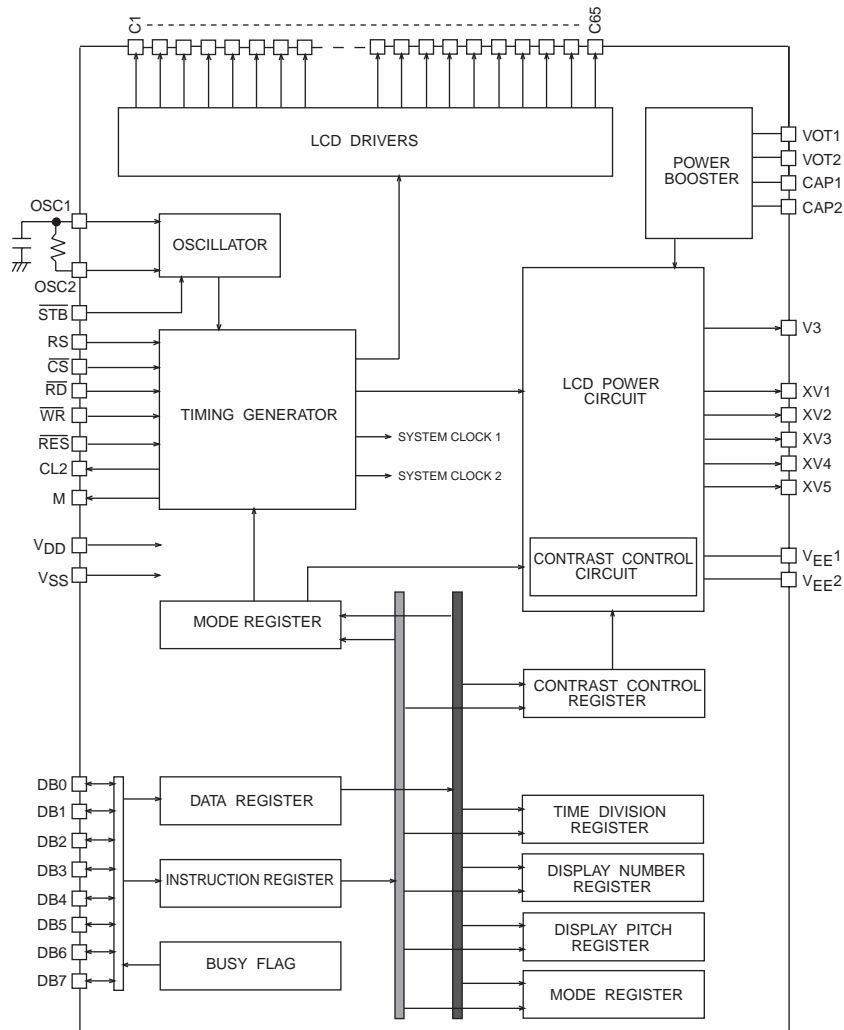 C1
C65
LCD DRIVERS
POWER
BOOSTER
VOT1
VOT2
CAP1
CAP2
OSC1
OSC2
OSCILLATOR
STB
RS
CS
RD
WR
RES
CL2
M
TIMING GENERATOR
SYSTEM CLOCK 1
SYSTEM CLOCK 2
LCD POWER
CIRCUIT
V3
XV1
XV2
XV3
XV4
XV5
VDD
VSS
CONTRAST CONTROL
CIRCUIT
VEE1
VEE2
MODE REGISTER
CONTRAST CONTROL
REGISTER
DB0
DB1
DB2
DB3
DB4
DB5
DB6
DB7
DATA REGISTER
INSTRUCTION REGISTER
BUSY FLAG
TIME DIVISION
REGISTER
DISPLAY NUMBER
REGISTER
DISPLAY PITCH
REGISTER
MODE REGISTER